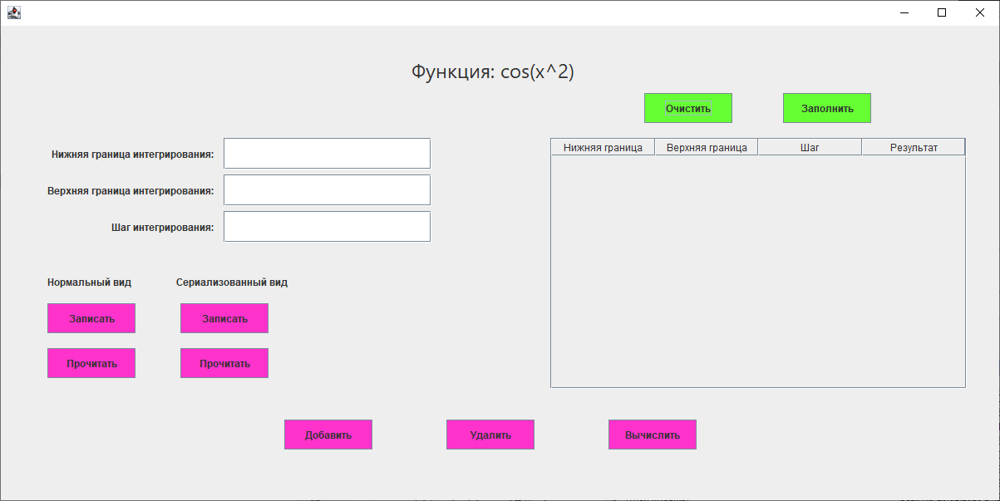 Функция: cos(x^2)
Очистить Заполнить
Нижняя граница интегрирования:
Верхняя граница интегрирования:
Шаг интегрирования:
Нижняя граница Верхняя граница Шаг Результат
Нормальный вид Сериализованный вид
Записать Записать
Прочитать Прочитать
Добавить Удалить Вычислить